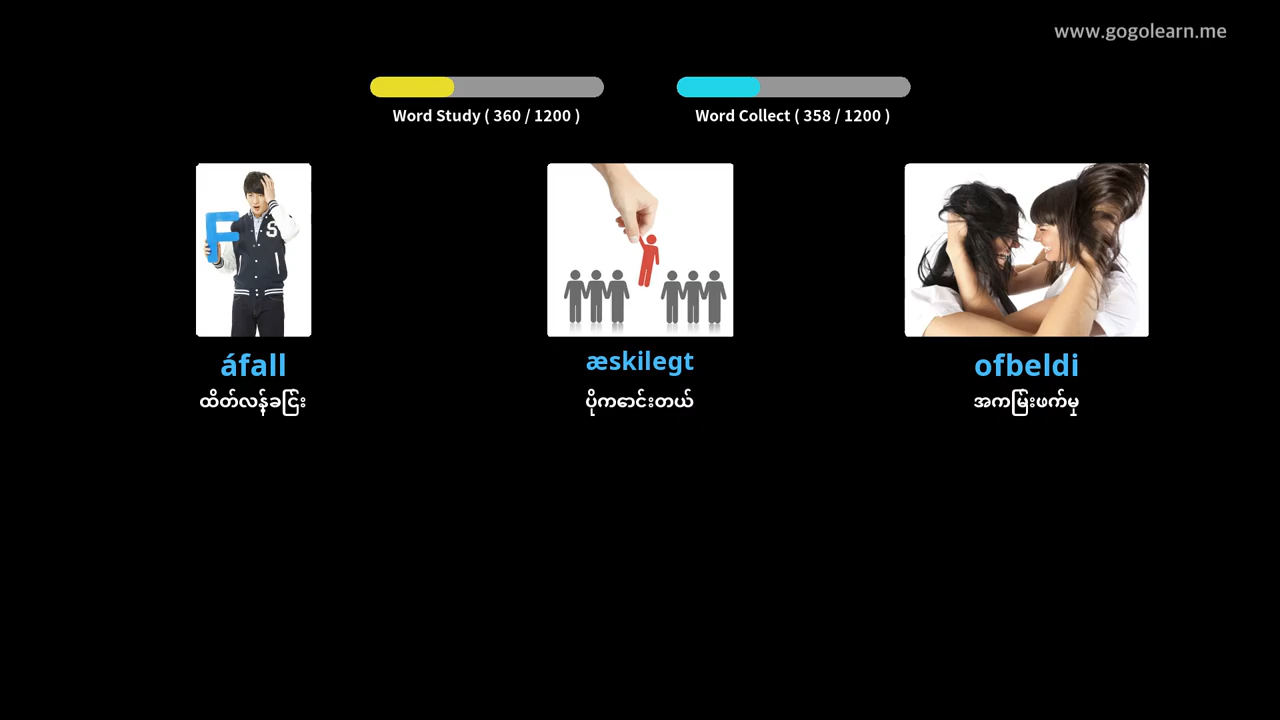 www.gogolearn.me
Word Study ( 360 / 1200 )
Word Collect ( 358 / 1200 )
F
S
áfall
æskilegt
ofbeldi
ထိတ်လန့်ခြင်း
ပိုကောင်းတယ်
အကြမ်းဖက်မှု